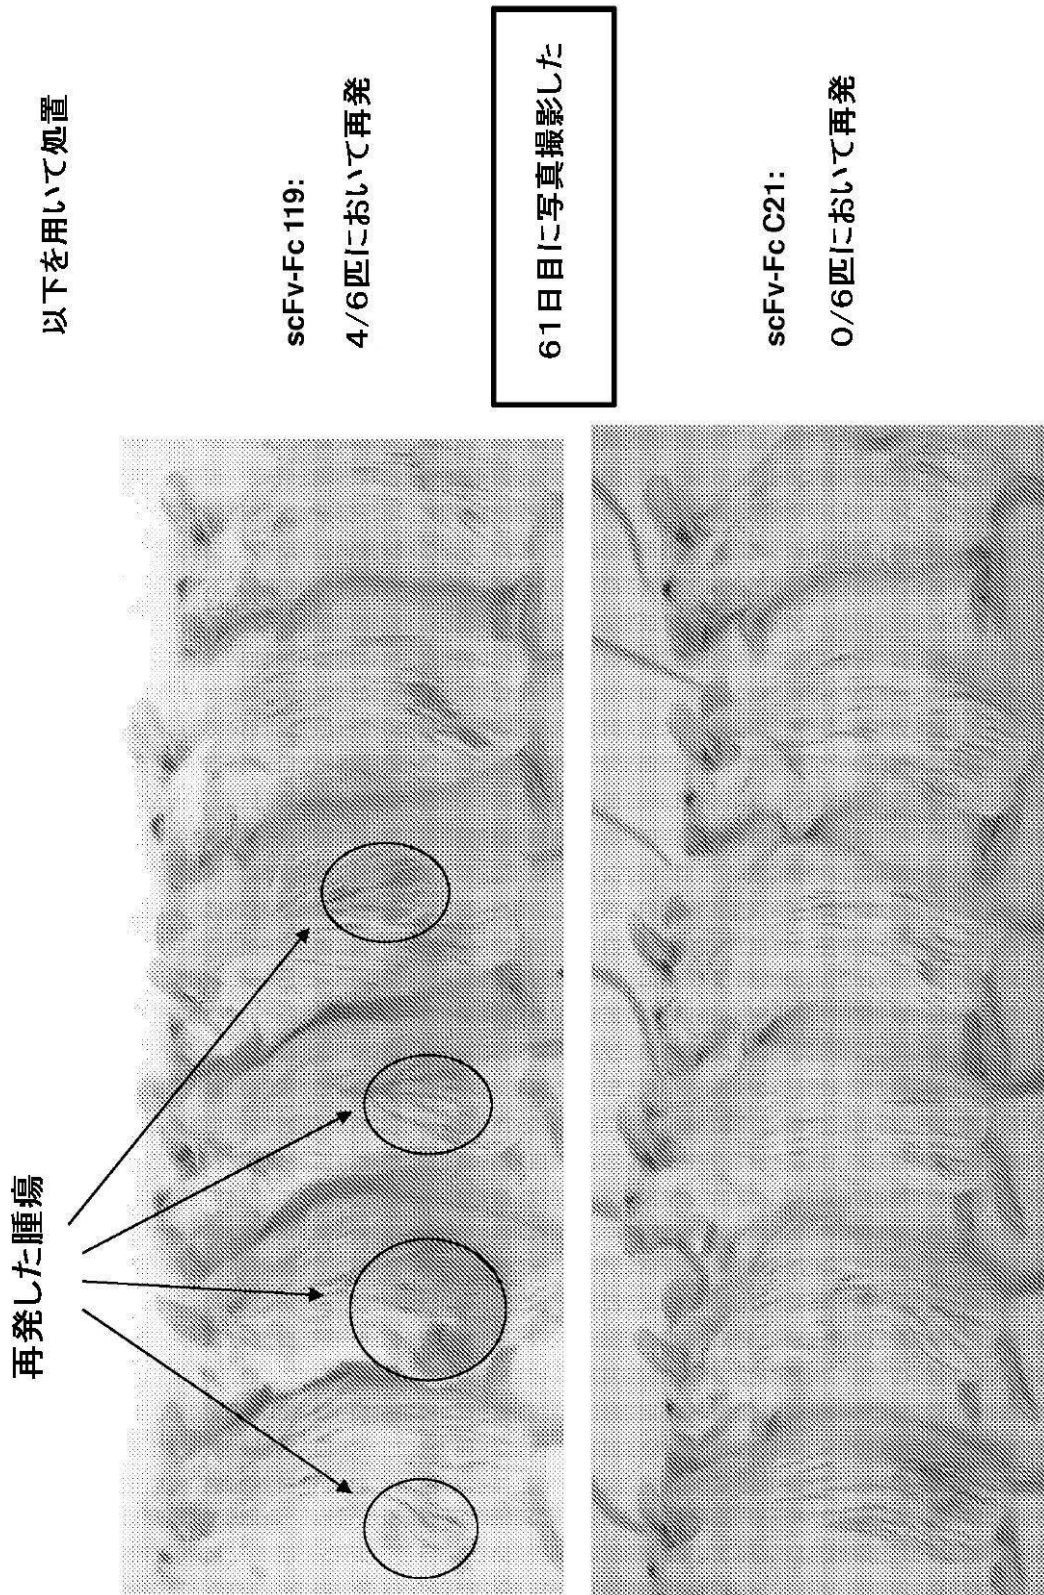 再発した腫瘍
以下を用いて処置
scFv-Fc 119:
4/6匹において再発
61日目に写真撮影した
scFv-Fc C21:
0/6匹において再発